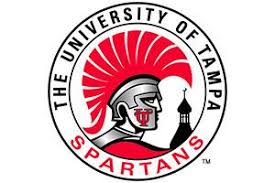 THE UNIVERSITY OF TAMPA
UT
SPARTANS
TM